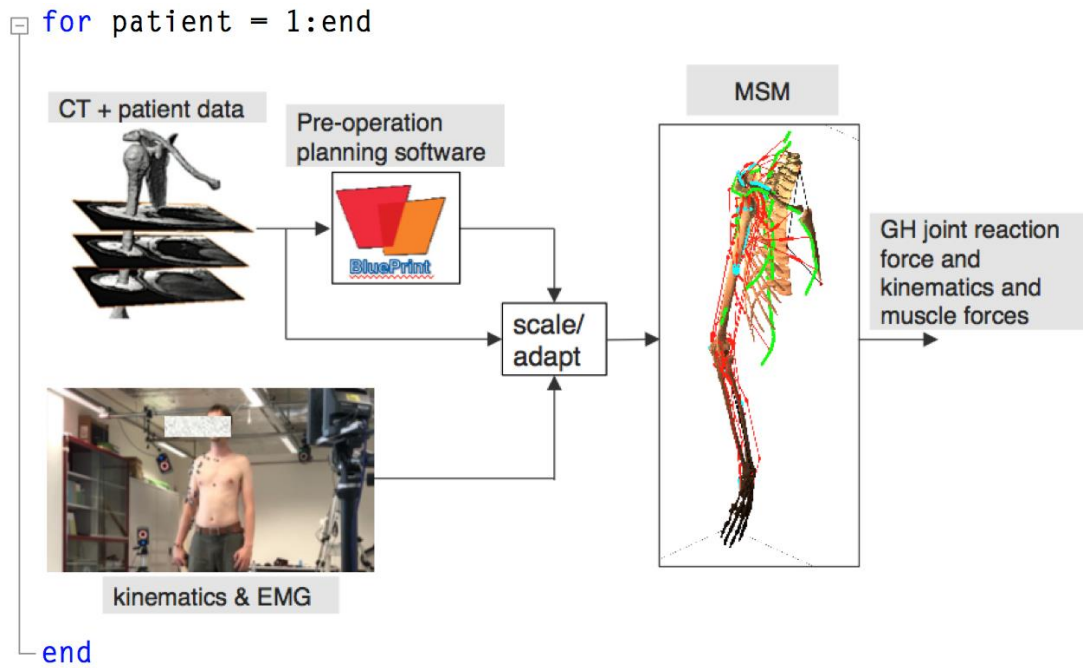 for patient = 1:end
CT + patient data
Pre-operation
planning software
BluePrint
MSM
scale/
adapt
GH joint reaction
force and
kinematics and
muscle forces
kinematics & EMG
end